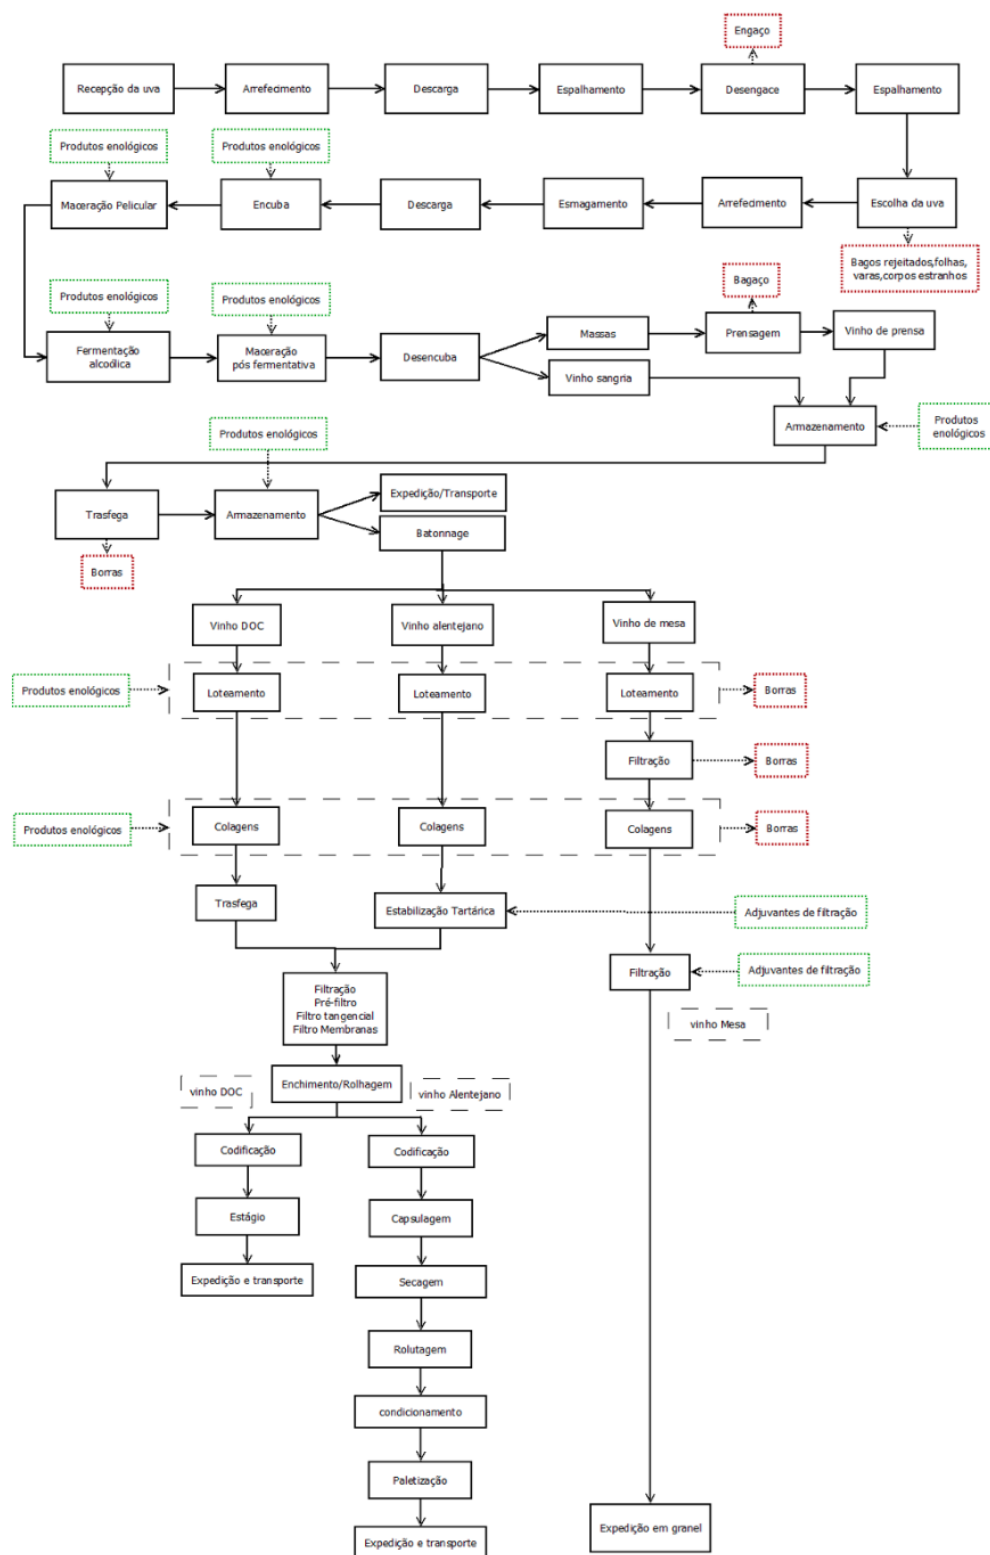 Engaço
Recepção da uva
Arrefecimento
Descarga
Espalhamento
Desengace
Espalhamento
Produtos enológicos
Produtos enológicos
Maceração Pelicular
Encuba
Descarga
Esmagamento
Arrefecimento
Escolha da uva
Bagos rejeitados,folhas,
varas,corpos estranhos
Produtos enológicos
Produtos enológicos
Bagaço
Fermentação
alcoólica
Maceração
pós fermentativa
Desencuba
Massas
Prensagem
Vinho de prensa
Vinho sangria
Armazenamento
Produtos
enológicos
Produtos enológicos
Trasfega
Armazenamento
Expedição/Transporte
Batonnage
Borras
Vinho DOC
Vinho alentejano
Vinho de mesa
Produtos enológicos
Loteamento
Loteamento
Loteamento
Borras
Filtração
Borras
Produtos enológicos
Colagens
Colagens
Colagens
Borras
Trasfega
Estabilização Tartárica
Adjuvantes de filtração
Filtração
Pré-filtro
Filtro tangencial
Filtro Membranas
Filtração
Adjuvantes de filtração
vinho Mesa
vinho DOC
Enchimento/Rolhagem
vinho Alentejano
Codificação
Codificação
Estágio
Capsulagem
Expedição e transporte
Secagem
Rolutagem
condicionamento
Paletização
Expedição e transporte
Expedição em granel